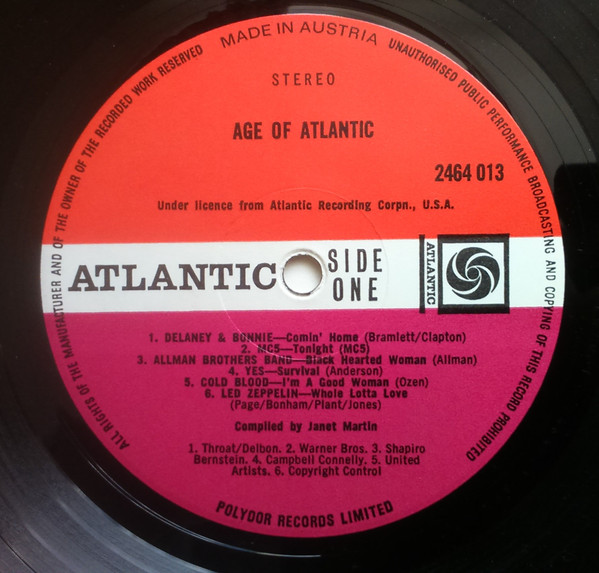 MADE IN AUSTRIA
UNAUTHORISED PUBLIC PERFORMANCE BROADCASTING AND COPYING OF THIS RECORD PROHIBITED
ALL RIGHTS OF THE MANUFACTURER AND OF THE OWNER OF THE RECORDED WORK RESERVED
STEREO
AGE OF ATLANTIC
2464 013
Under licence from Atlantic Recording Corpn., U.S.A.
ATLANTIC
SIDE
ONE
ATLANTIC
1. DELANEY & BONNIE—Comin' Home (Bramlett/Clapton)
2. MC5—Tonight (MC5)
3. ALLMAN BROTHERS BAND—Black Hearted Woman (Allman)
4. YES—Survival (Anderson)
5. COLD BLOOD—I'm A Good Woman (Ozen)
6. LED ZEPPELIN—Whole Lotta Love
(Page/Bonham/Plant/Jones)
Compiled by Janet Martin
1. Throat/Delbon. 2. Warner Bros. 3. Shapiro
Bernstein. 4. Campbell Connelly. 5. United
Artists. 6. Copyright Control
POLYDOR RECORDS LIMITED